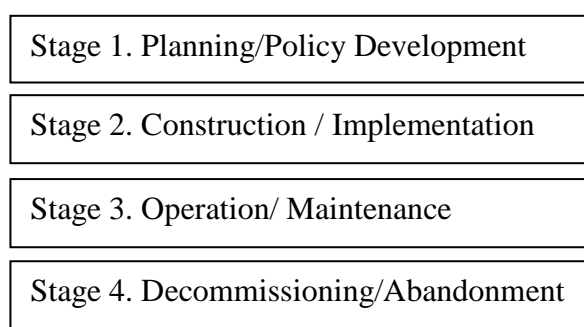 Stage 1. Planning/Policy Development
Stage 2. Construction / Implementation
Stage 3. Operation/ Maintenance
Stage 4. Decommissioning/Abandonment